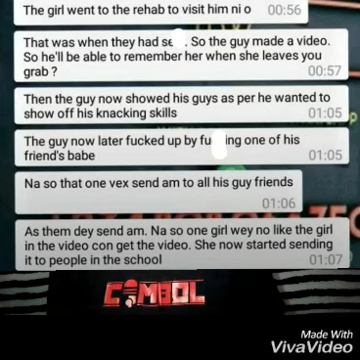 The girl went to the rehab to visit him ni o 00:56
That was when they had se . So the guy made a video.
So he'll be able to remember her when she leaves you
grab ? 00:57
Then the guy now showed his guys as per he wanted to
show off his knacking skills 01:05
The guy now later fucked up by fu ing one of his
friend's babe 01:05
Na so that one vex send am to all his guy friends
01:06
As them dey send am. Na so one girl wey no like the girl
in the video con get the video. She now started sending
it to people in the school 01:07
Made With
VivaVideo